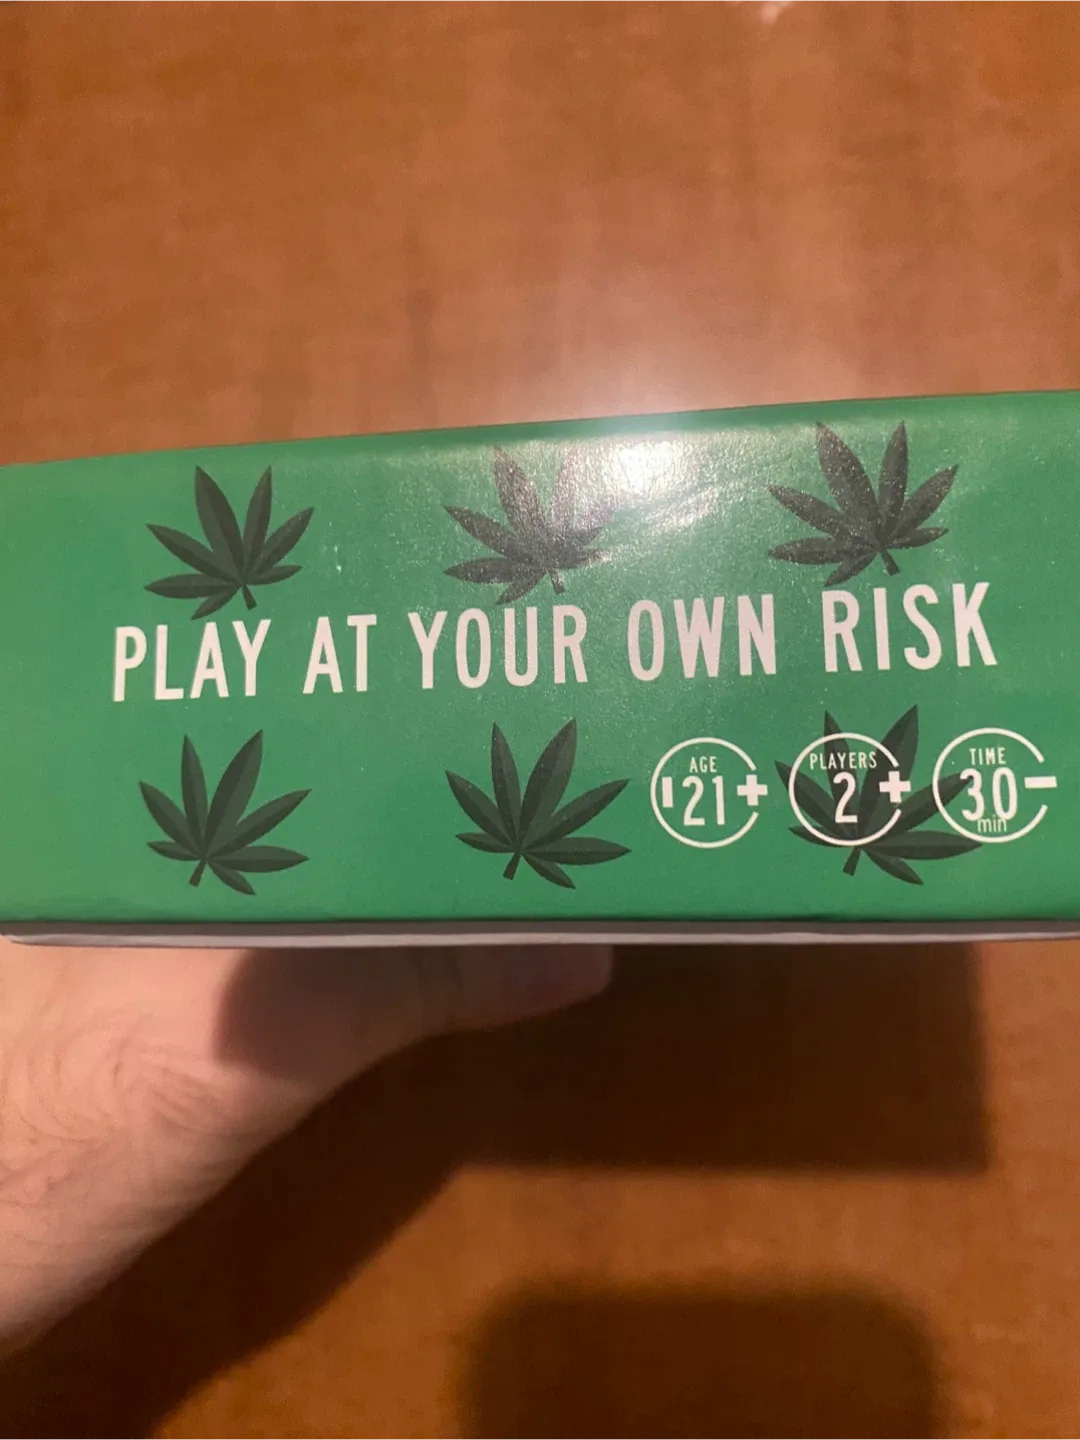 PLAY AT YOUR OWN RISK
AGE
21+
PLAYERS
2+
TIME
30-
min